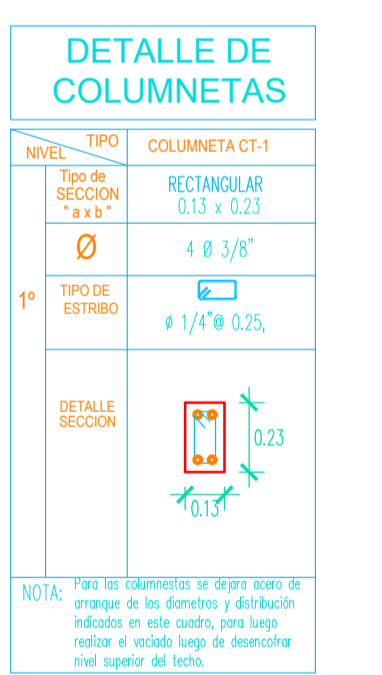 DETALLE DE
COLUMNETAS
TIPO
NIVEL
COLUMNETA CT-1
Tipo de
SECCION
" a x b "
RECTANGULAR
0.13 x 0.23
Ø
4 Ø 3/8"
1º
TIPO DE
ESTRIBO
ø 1/4"@ 0.25,
DETALLE
SECCION
0.23
0.13
NOTA: Para las columnestas se dejara acero de
arranque de los diametros y distribución
indicados en este cuadro, para luego
realizar el vaciado luego de desencofrar
nivel superior del techo.